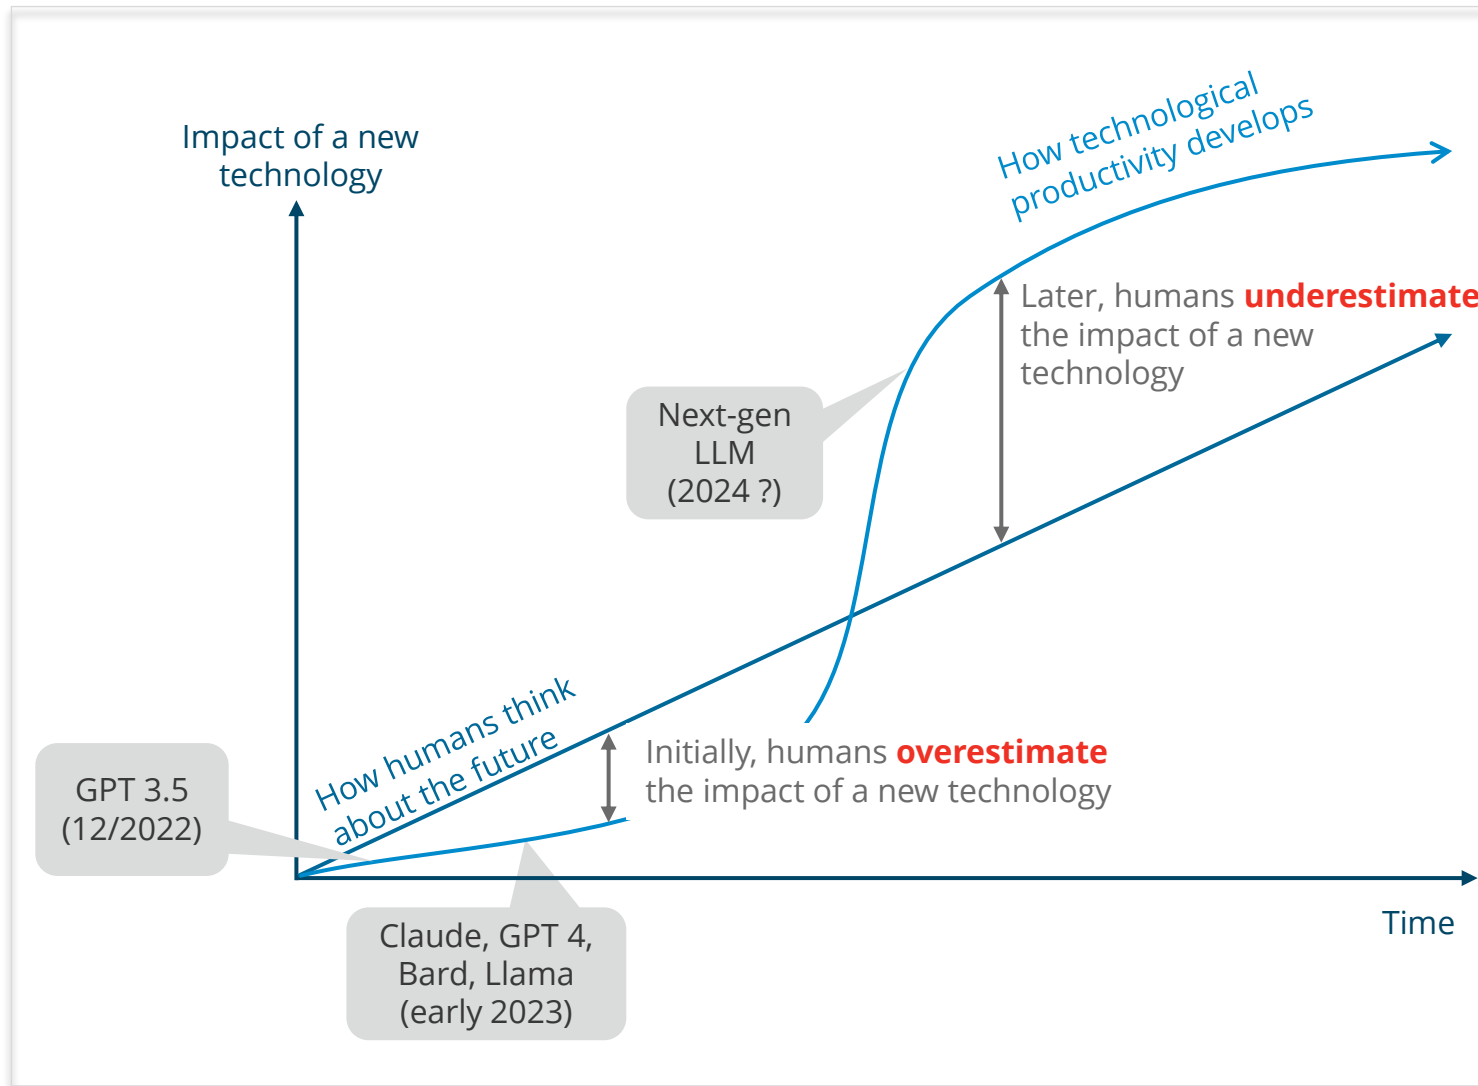 Impact of a new
technology
How technological
productivity develops
Later, humans underestimate
the impact of a new
technology
Next-gen
LLM
(2024 ?)
How humans think
about the future
Initially, humans overestimate
the impact of a new technology
GPT 3.5
(12/2022)
Claude, GPT 4,
Bard, Llama
(early 2023)
Time